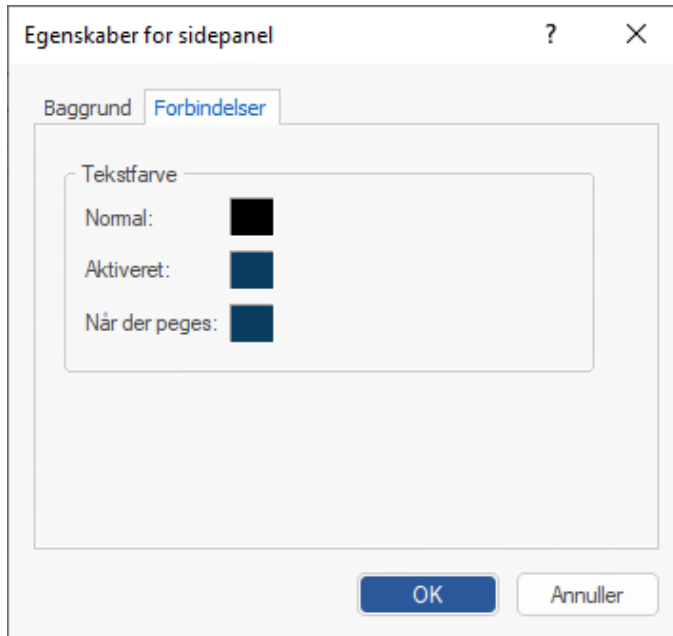 Egenskaber for sidepanel
?
Baggrund Forbindelser
Tekstfarve
Normal:
Aktiveret:
Når der peges:
OK Annuller